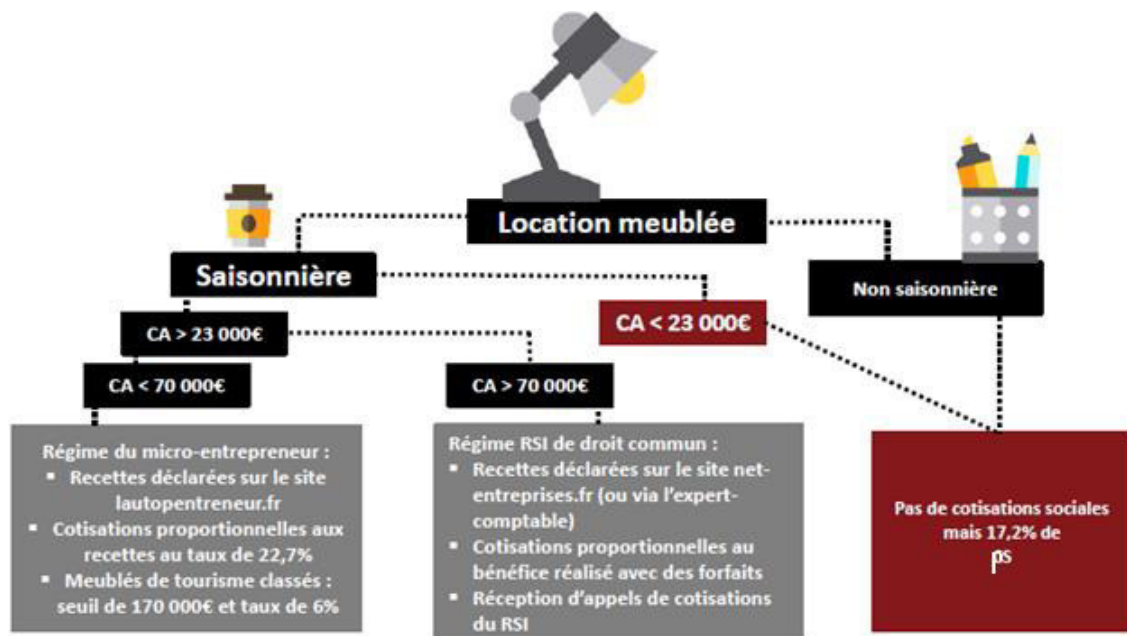 Location meublée
Saisonnière
Non saisonnière
CA > 23 000€
CA < 23 000€
CA < 70 000€
CA > 70 000€
Régime du micro-entrepreneur :
▪ Recettes déclarées sur le site
lautopentreneur.fr
▪ Cotisations proportionnelles aux
recettes au taux de 22,7%
▪ Meublés de tourisme classés :
seuil de 170 000€ et taux de 6%
Régime RSI de droit commun :
▪ Recettes déclarées sur le site net-
entreprises.fr (ou via l’expert-
comptable)
▪ Cotisations proportionnelles au
bénéfice réalisé avec des forfaits
▪ Réception d’appels de cotisations
du RSI
Pas de cotisations sociales
mais 17,2% de